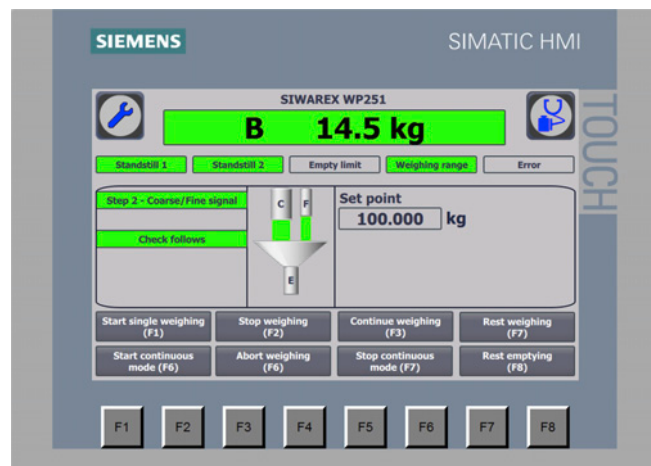 SIEMENS
SIMATIC HMI
TOUCH
SIWAREX WP251
B 14.5 kg
Standstill 1
Standstill 2
Empty limit
Weighing range
Error
Step 2 - Coarse/Fine signal
Check follows
C
F
E
Set point
100.000 kg
Start single weighing
(F1)
Stop weighing
(F2)
Continue weighing
(F3)
Rest weighing
(F7)
Start continuous
mode (F6)
Abort weighing
(F6)
Stop continuous
mode (F7)
Rest emptying
(F8)
F1
F2
F3
F4
F5
F6
F7
F8